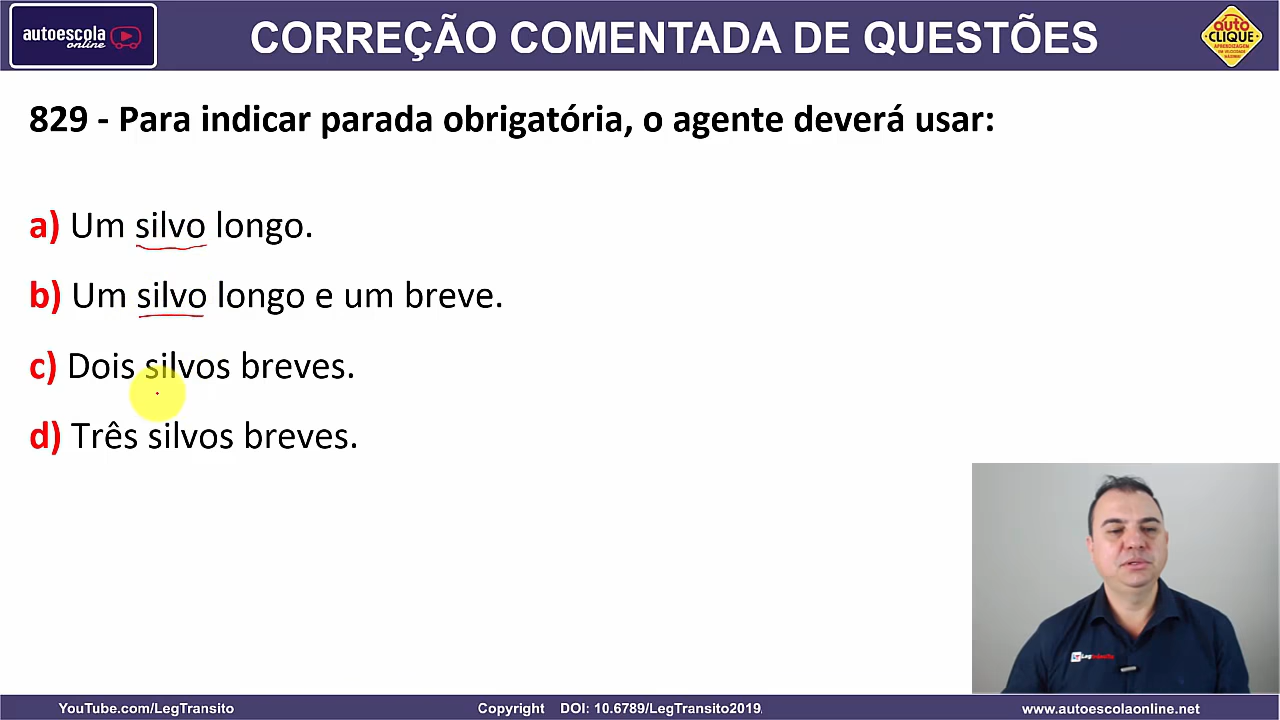 autoescola
online
CORREÇÃO COMENTADA DE QUESTÕES
auto
CLIQUE
APRENDIZAGEM
829 - Para indicar parada obrigatória, o agente deverá usar:
a) Um silvo longo.
b) Um silvo longo e um breve.
c) Dois silvos breves.
d) Três silvos breves.
LegTransito
YouTube.com/LegTransito
Copyright DOI: 10.6789/LegTransito2019
www.autoescolaonline.net